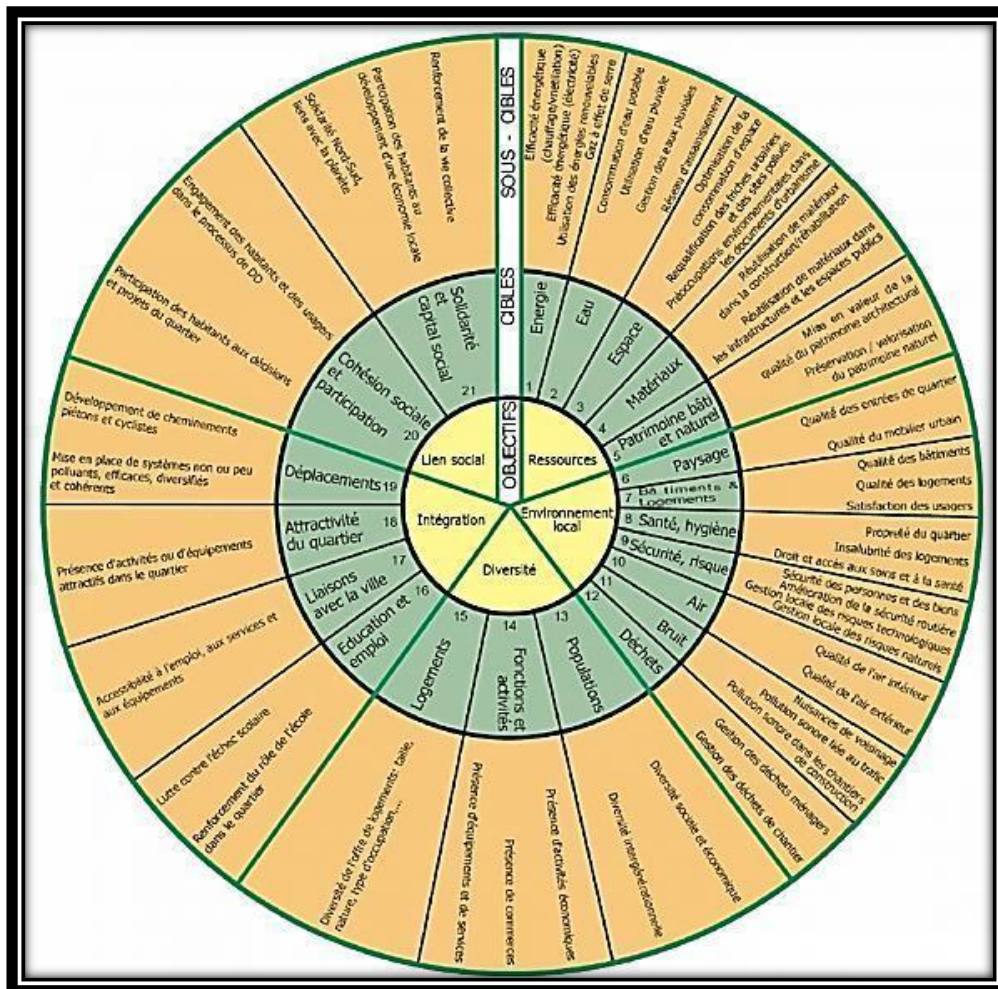 SOUS - CIBLES
CIBLES
OBJECTIFS
Ressources
Environnement
local
Diversité
Intégration
Lien social
1
Energie
Efficacité énergétique
(chauffage/vnetilation)
Efficacité énergétique (électricité)
Utilisation des énergies renouvelables
Gaz à effet de serre
2
Eau
Consommation d'eau potable
Utilisation d'eau pluviale
Gestion des eaux pluviales
Réseau d'assainissement
3
Espace
Optimisation de la
consommation d'espace
Requalification des friches urbaines
et des sites pollués
Préoccupations environnementales dans
les documents d'urbanisme
4
Matériaux
Réutilisation de matériaux
dans la construction/réhabilitation
Réutilisation de matériaux dans
les infrastructures et les espaces publics
5
Patrimoine bâti
et naturel
Mise en valeur de la
qualité du patrimoine architectural
Préservation / valorisation
du patrimoine naturel
6
Paysage
Qualité des entrées de quartier
Qualité du mobilier urbain
7
Bâ timents &
Logements
Qualité des bâtiments
Qualité des logements
Satisfaction des usagers
8
Santé, hygiène
Propreté du quartier
Insalubrité des logements
Droit et accès aux soins et à la santé
9
Sécurité, risque
Sécurité des personnes et des biens
Amélioration de la sécurité routière
Gestion locale des risques technologiques
Gestion locale des risques naturels
10
Air
Qualité de l'air intérieur
Qualité de l'air extérieur
11
Bruit
Nuisances de voisinage
Pollution sonore liée au trafic
Pollution sonore dans les chantiers
de construction
12
Déchets
Gestion des déchets ménagers
Gestion des déchets de chantier
13
Populations
Diversité sociale et économique
Diversité intergénérationnelle
14
Fonctions et
activités
Présence d'activités économiques
Présence de commerces
Présence d'équipements et de services
15
Logements
Diversité de l'offre de logements: taille,
nature, type d'occupation,...
16
Education et
emploi
Renforcement du rôle de l'école
dans le quartier
Lutte contre l'échec scolaire
17
Liaisons
avec la ville
Accessibilité à l'emploi, aux services et
aux équipements
18
Attractivité
du quartier
Présence d'activités ou d'équipements
attractifs dans le quartier
19
Déplacements
Mise en place de systèmes non ou peu
polluants, efficaces, diversifiés
et cohérents
Développement de cheminements
piétons et cyclistes
20
Cohésion sociale
et
participation
Participation des habitants aux décisions
et projets du quartier
Engagement des habitants et des usagers
dans le processus de DD
21
Solidarité
et
capital social
Solidarité Nord-Sud,
liens avec la planète
Participation des habitants au
développement d'une économie locale
Renforcement de la vie collective